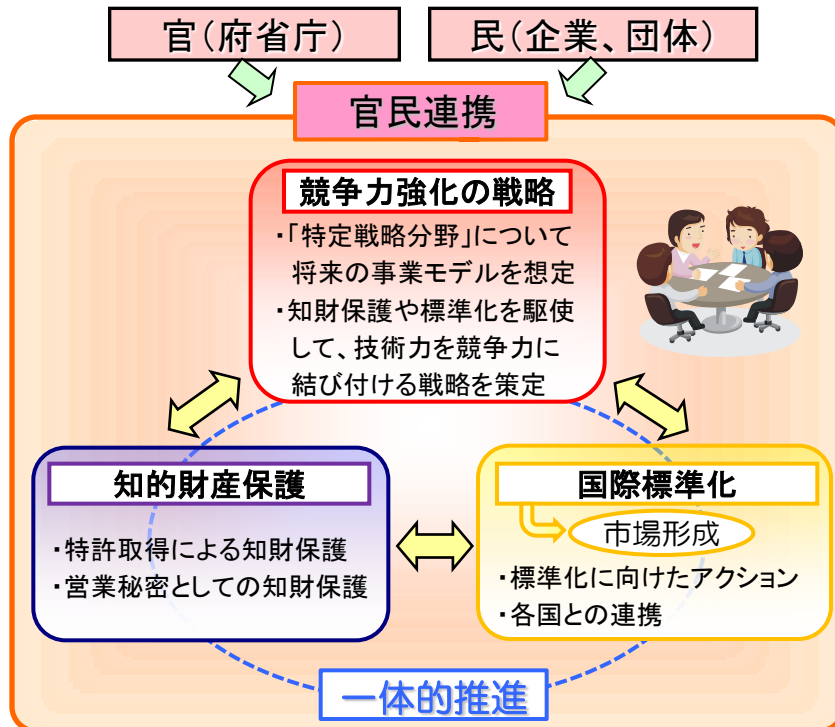 官（府省庁）
民（企業、団体）
官民連携
競争力強化の戦略
・「特定戦略分野」について
将来の事業モデルを想定
・知財保護や標準化を駆使
して、技術力を競争力に
結び付ける戦略を策定
知的財産保護
・特許取得による知財保護
・営業秘密としての知財保護
国際標準化
市場形成
・標準化に向けたアクション
・各国との連携
一体的推進